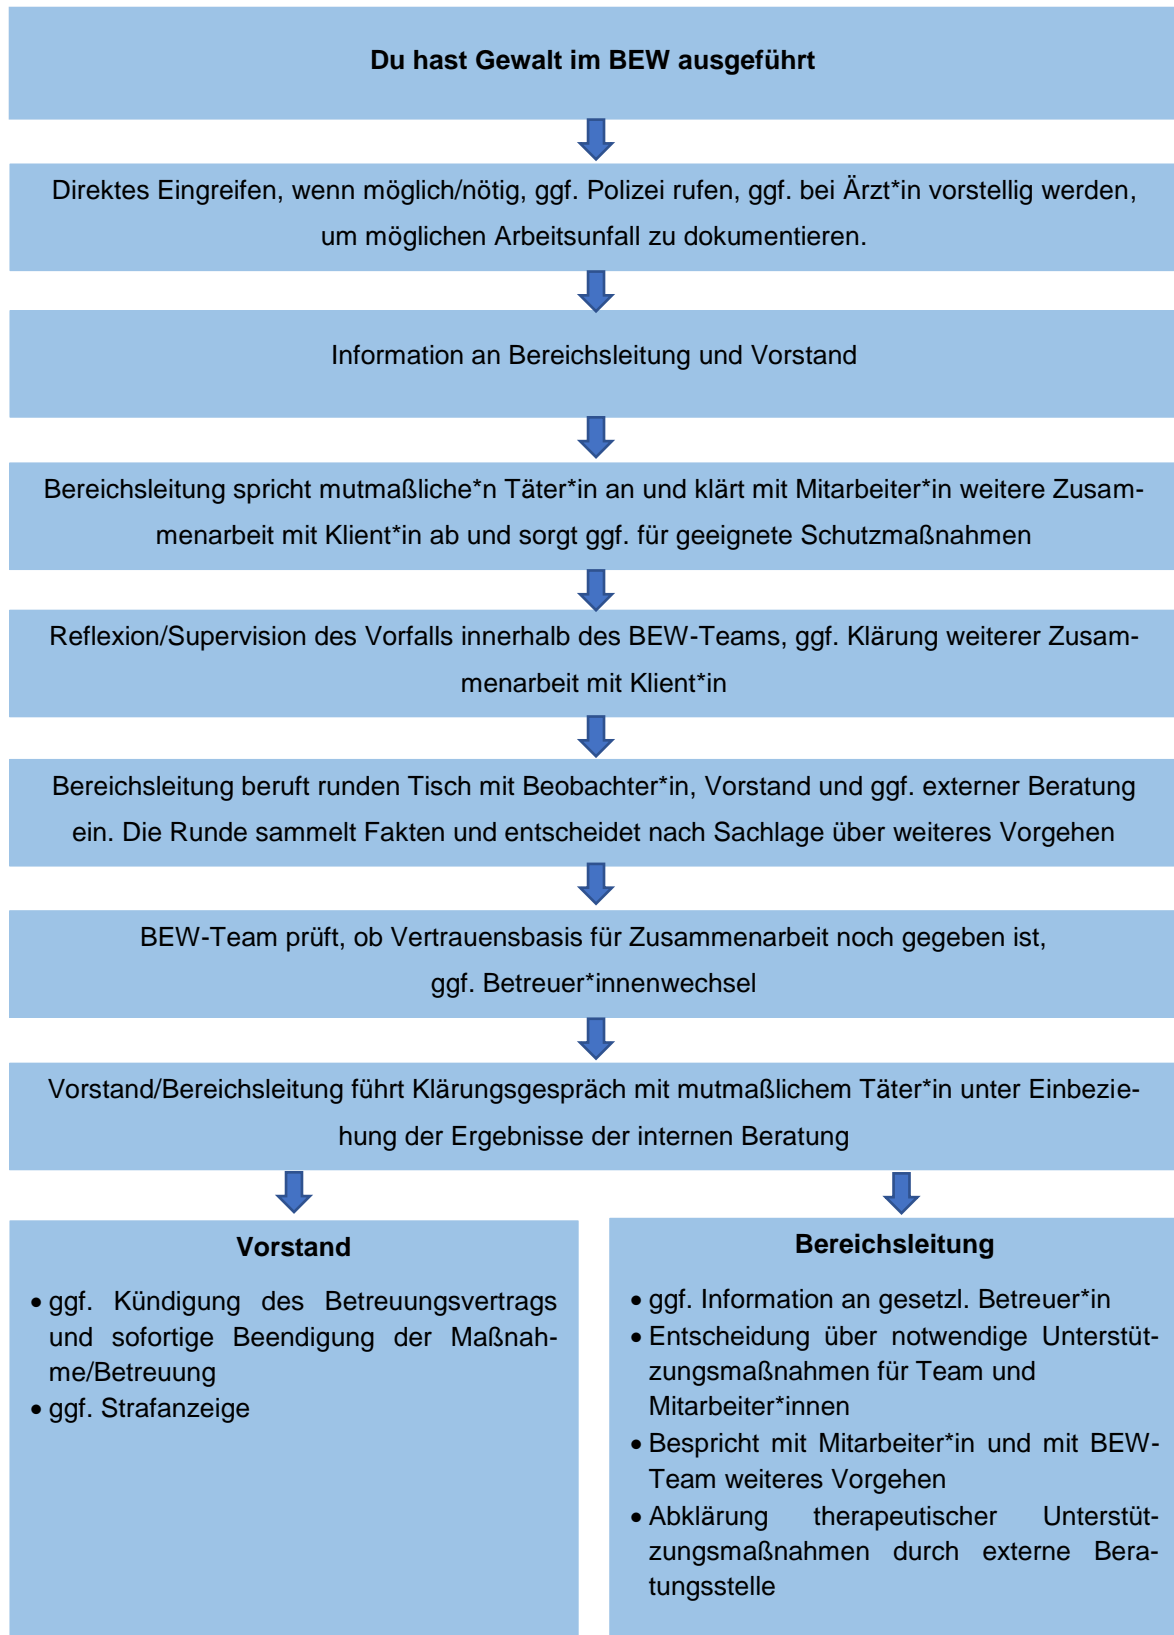 Du hast Gewalt im BEW ausgeführt
Direktes Eingreifen, wenn möglich/nötig, ggf. Polizei rufen, ggf. bei Ärzt*in vorstellig werden,
um möglichen Arbeitsunfall zu dokumentieren.
Information an Bereichsleitung und Vorstand
Bereichsleitung spricht mutmaßliche*n Täter*in an und klärt mit Mitarbeiter*in weitere Zusam-
menarbeit mit Klient*in ab und sorgt ggf. für geeignete Schutzmaßnahmen
Reflexion/Supervision des Vorfalls innerhalb des BEW-Teams, ggf. Klärung weiterer Zusam-
menarbeit mit Klient*in
Bereichsleitung beruft runden Tisch mit Beobachter*in, Vorstand und ggf. externer Beratung
ein. Die Runde sammelt Fakten und entscheidet nach Sachlage über weiteres Vorgehen
BEW-Team prüft, ob Vertrauensbasis für Zusammenarbeit noch gegeben ist,
ggf. Betreuer*innenwechsel
Vorstand/Bereichsleitung führt Klärungsgespräch mit mutmaßlichem Täter*in unter Einbezie-
hung der Ergebnisse der internen Beratung
Vorstand
• ggf. Kündigung des Betreuungsvertrags
und sofortige Beendigung der Maßnah-
me/Betreuung
• ggf. Strafanzeige
Bereichsleitung
• ggf. Information an gesetzl. Betreuer*in
• Entscheidung über notwendige Unterstüt-
zungsmaßnahmen für Team und
Mitarbeiter*innen
• Bespricht mit Mitarbeiter*in und mit BEW-
Team weiteres Vorgehen
• Abklärung therapeutischer Unterstüt-
zungsmaßnahmen durch externe Bera-
tungsstelle